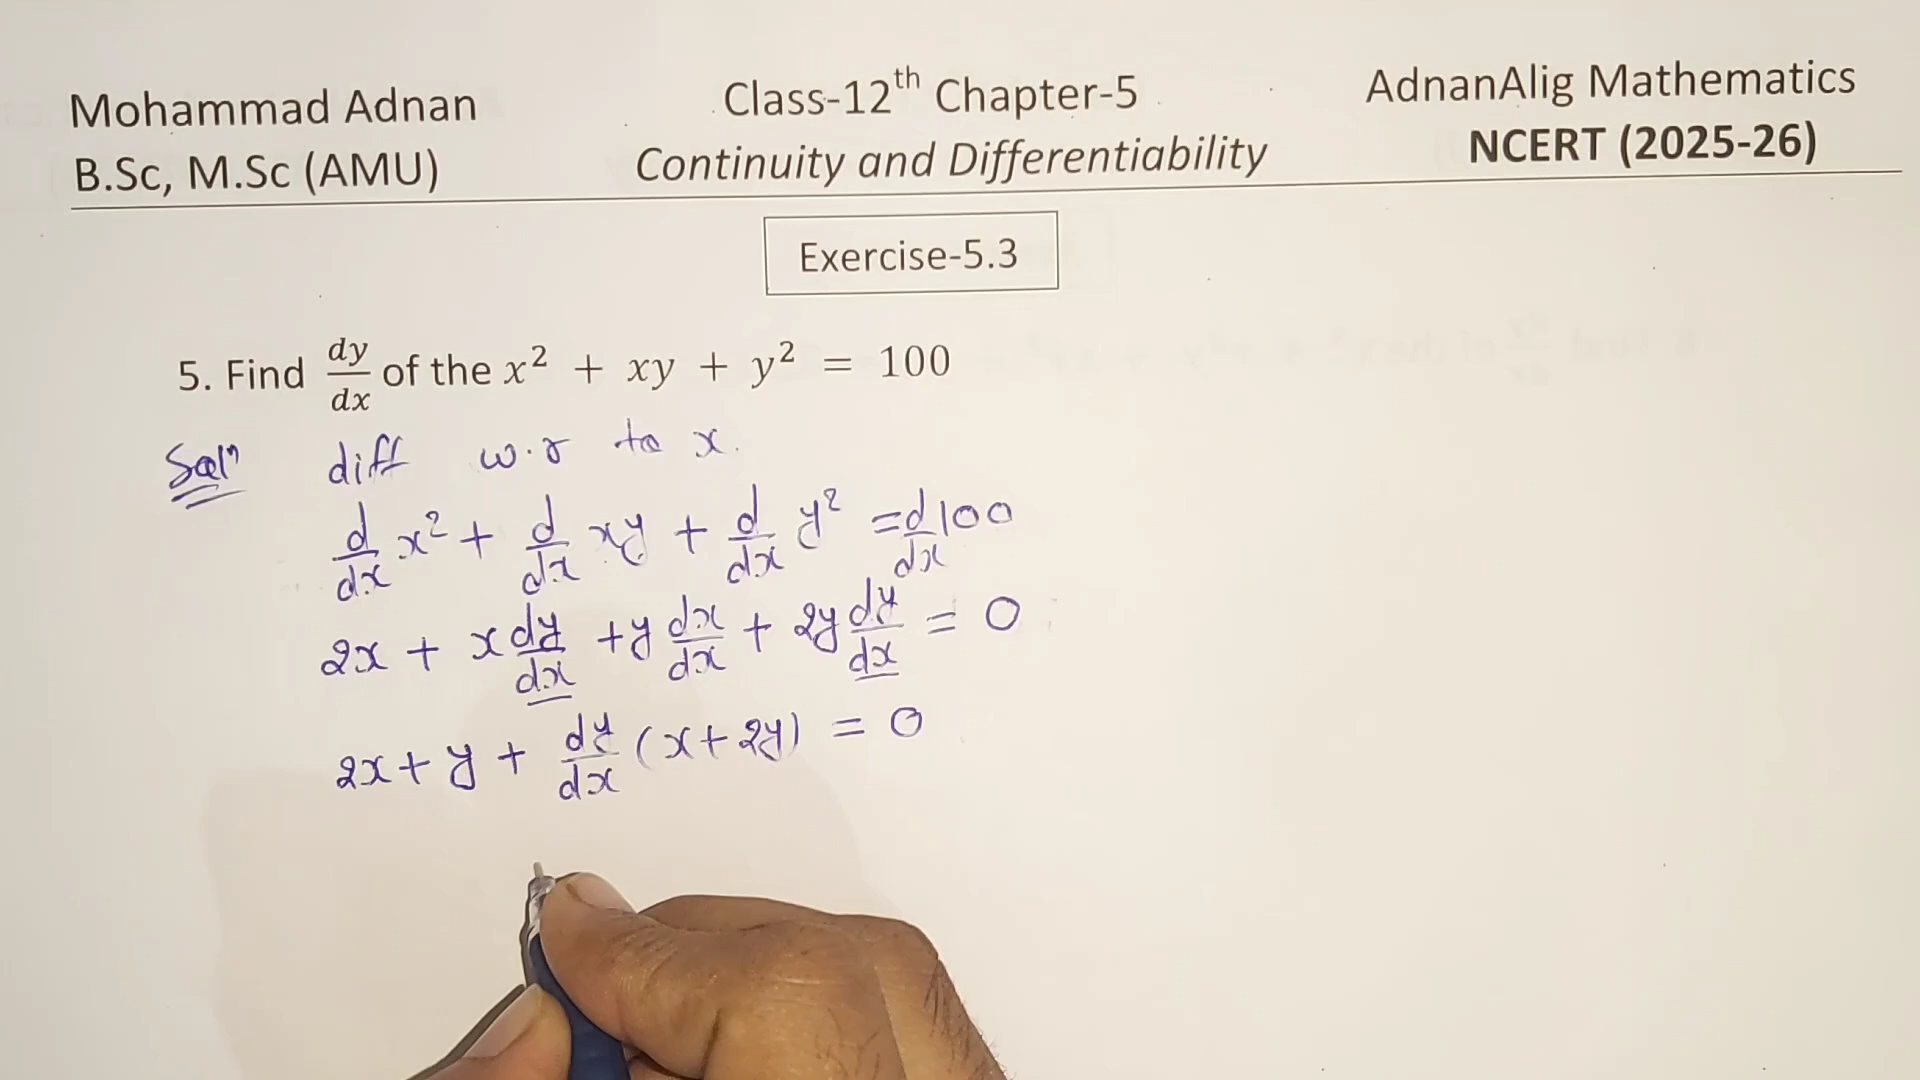 Mohammad Adnan
B.Sc, M.Sc (AMU)
Class-12th Chapter-5
Continuity and Differentiability
AdnanAlig Mathematics
NCERT (2025-26)
Exercise-5.3
5. Find dy/dx of the x² + xy + y² = 100
Solⁿ diff w.r to x.
d/dx x² + d/dx xy + d/dx y² = d/dx 100
2x + x dy/dx + y dx/dx + 2y dy/dx = 0
2x + y + dy/dx (x + 2y) = 0